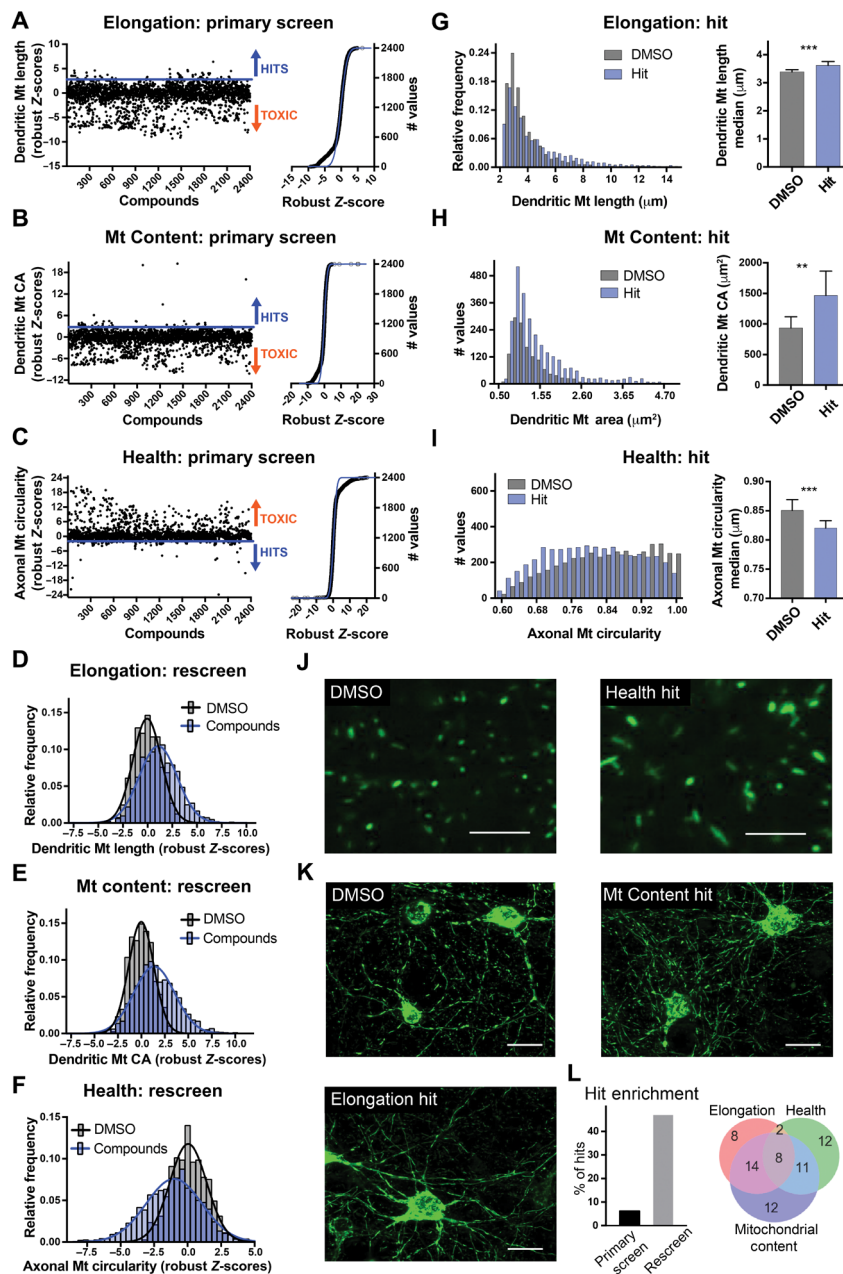 A
Elongation: primary screen
Dendritic Mt length
(robust Z-scores)
10
5
0
−5
−10
−15
HITS
TOXIC
300 600 900 1200 1500 1800 2100 2400
Compounds
2400
1800
1200
600
0
# values
−15 −10 −5 0 5 10
Robust Z-score
B
Mt Content: primary screen
Dendritic Mt CA
(robust Z-scores)
18
12
6
0
−6
−12
HITS
TOXIC
300 600 900 1200 1500 1800 2100 2400
Compounds
2400
1800
1200
600
0
# values
−20 −10 0 10 20
Robust Z-score
C
Health: primary screen
Axonal Mt circularity
(robust Z-scores)
24
18
12
6
0
−6
−12
−18
−24
TOXIC
HITS
300 600 900 1200 1500 1800 2100 2400
Compounds
2400
1800
1200
600
0
# values
−20 −10 0 10 20
Robust Z-score
D
Elongation: rescreen
Relative frequency
0.15
0.10
0.05
0.00
DMSO
Compounds
−7.5 −5.0 −2.5 0.0 2.5 5.0 7.5 10.0
Dendritic Mt length (robust Z-scores)
E
Mt content: rescreen
Relative frequency
0.15
0.10
0.05
0.00
DMSO
Compounds
−7.5 −5.0 −2.5 0.0 2.5 5.0 7.5 10.0
Dendritic Mt CA (robust Z-scores)
F
Health: rescreen
Relative frequency
0.15
0.10
0.05
0.00
DMSO
Compounds
−7.5 −5.0 −2.5 0.0 2.5 5.0
Axonal Mt circularity (robust Z-scores)
G
Elongation: hit
Relative frequency
0.24
0.18
0.12
0.06
0.00
DMSO
Hit
2 4 6 8 10 12 14
Dendritic Mt length (μm)
Dendritic Mt length
median (μm)
4
3
2
1
0
***
DMSO
Hit
H
Mt Content: hit
# values
480
360
240
120
0
DMSO
Hit
0.50 1.55 2.60 3.65 4.70
Dendritic Mt area (μm²)
Dendritic Mt CA (μm²)
2000
1500
1000
500
0
**
DMSO
Hit
I
Health: hit
# values
600
500
400
300
200
100
0
DMSO
Hit
0.60 0.68 0.76 0.84 0.92 1.00
Axonal Mt circularity
Axonal Mt circularity
median (μm)
0.90
0.85
0.80
0.75
0.70
***
DMSO
Hit
J
DMSO
Health hit
K
DMSO
Mt Content hit
Elongation hit
L
Hit enrichment
% of hits
50
40
30
20
10
0
Primary
screen
Rescreen
Elongation
Health
8
2
12
14
8
11
12
Mitochondrial
content